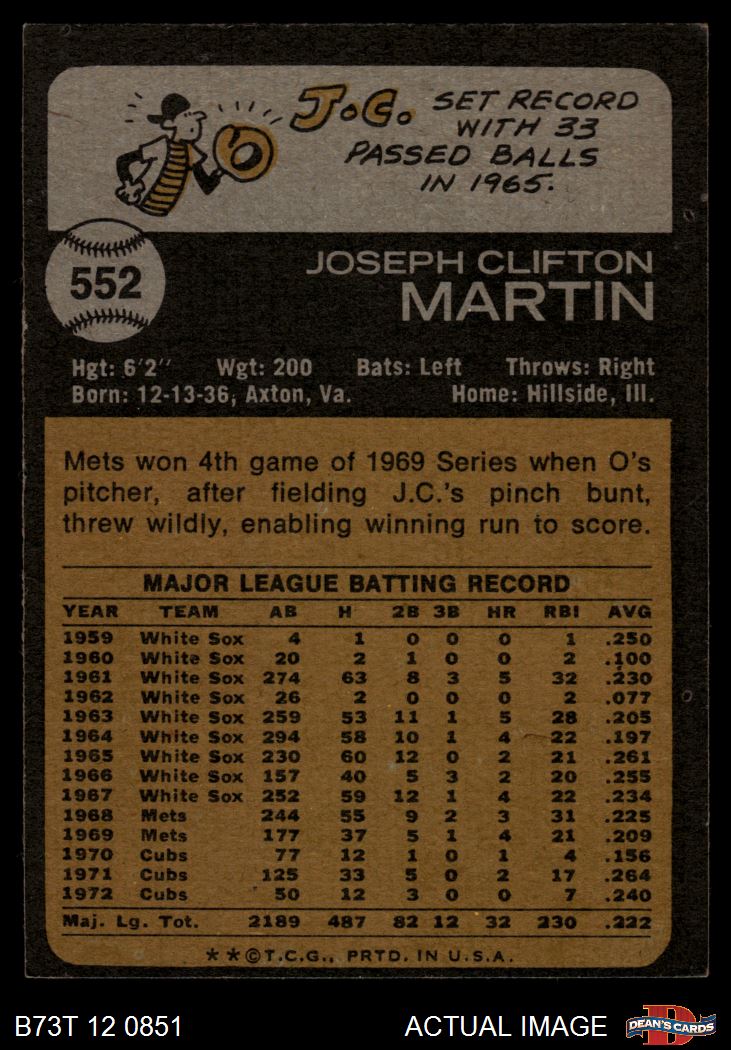 J.C. SET RECORD
WITH 33
PASSED BALLS
IN 1965.
552
JOSEPH CLIFTON
MARTIN
Hgt: 6'2" Wgt: 200 Bats: Left Throws: Right
Born: 12-13-36, Axton, Va. Home: Hillside, Ill.
Mets won 4th game of 1969 Series when O's
pitcher, after fielding J.C.'s pinch bunt,
threw wildly, enabling winning run to score.
MAJOR LEAGUE BATTING RECORD
YEAR TEAM AB H 2B 3B HR RBI AVG
1959 White Sox 4 1 0 0 0 1 .250
1960 White Sox 20 2 1 0 0 2 .100
1961 White Sox 274 63 8 3 5 32 .230
1962 White Sox 26 2 0 0 0 2 .077
1963 White Sox 259 53 11 1 5 28 .205
1964 White Sox 294 58 10 1 4 22 .197
1965 White Sox 230 60 12 0 2 21 .261
1966 White Sox 157 40 5 3 2 20 .255
1967 White Sox 252 59 12 1 4 22 .234
1968 Mets 244 55 9 2 3 31 .225
1969 Mets 177 37 5 1 4 21 .209
1970 Cubs 77 12 1 0 1 4 .156
1971 Cubs 125 33 5 0 2 17 .264
1972 Cubs 50 12 3 0 0 7 .240
Maj. Lg. Tot. 2189 487 82 12 32 230 .222
**©T.C.G., PRTD. IN U.S.A.
B73T 12 0851 ACTUAL IMAGE D DEAN'S CARDS